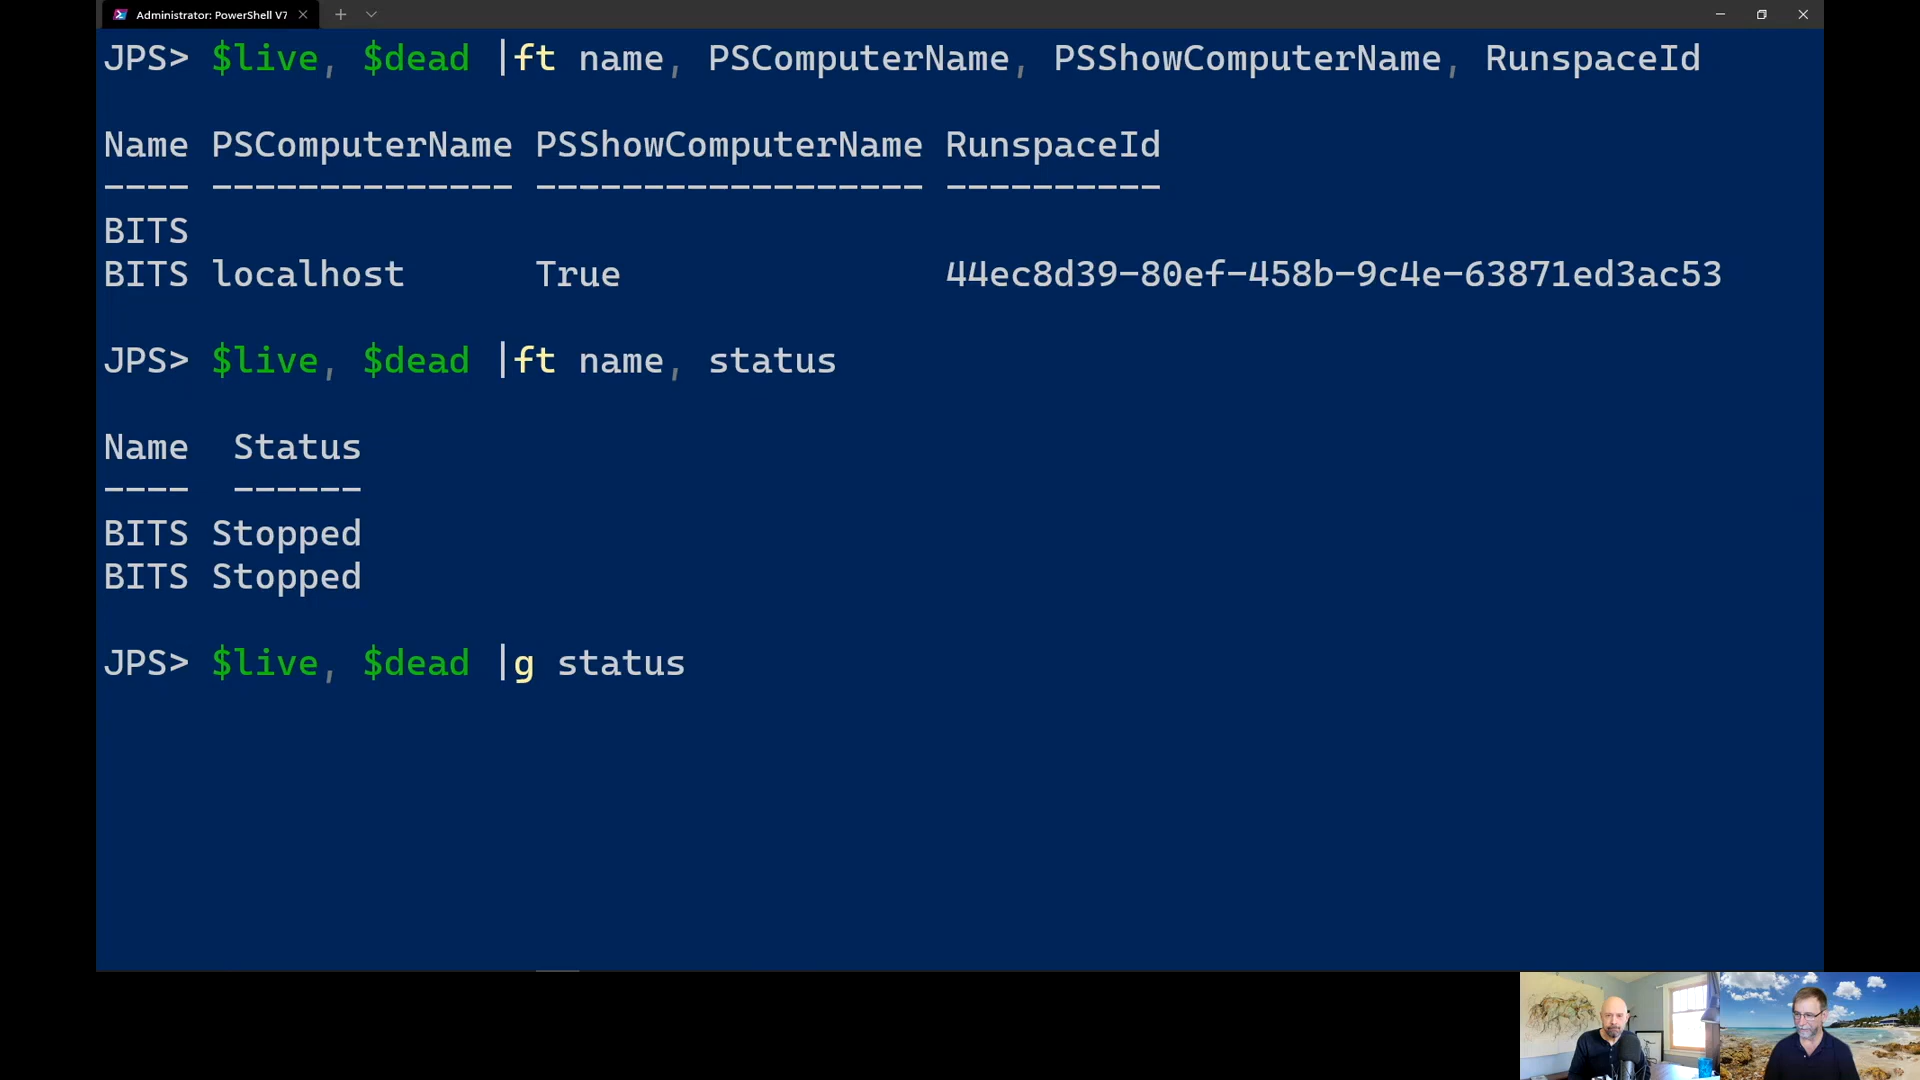 Administrator: PowerShell V7
JPS> $live, $dead |ft name, PSComputerName, PSShowComputerName, RunspaceId
Name PSComputerName PSShowComputerName RunspaceId
---- -------------- ------------------ ----------
BITS
BITS localhost True 44ec8d39-80ef-458b-9c4e-63871ed3ac53
JPS> $live, $dead |ft name, status
Name Status
---- ------
BITS Stopped
BITS Stopped
JPS> $live, $dead |g status